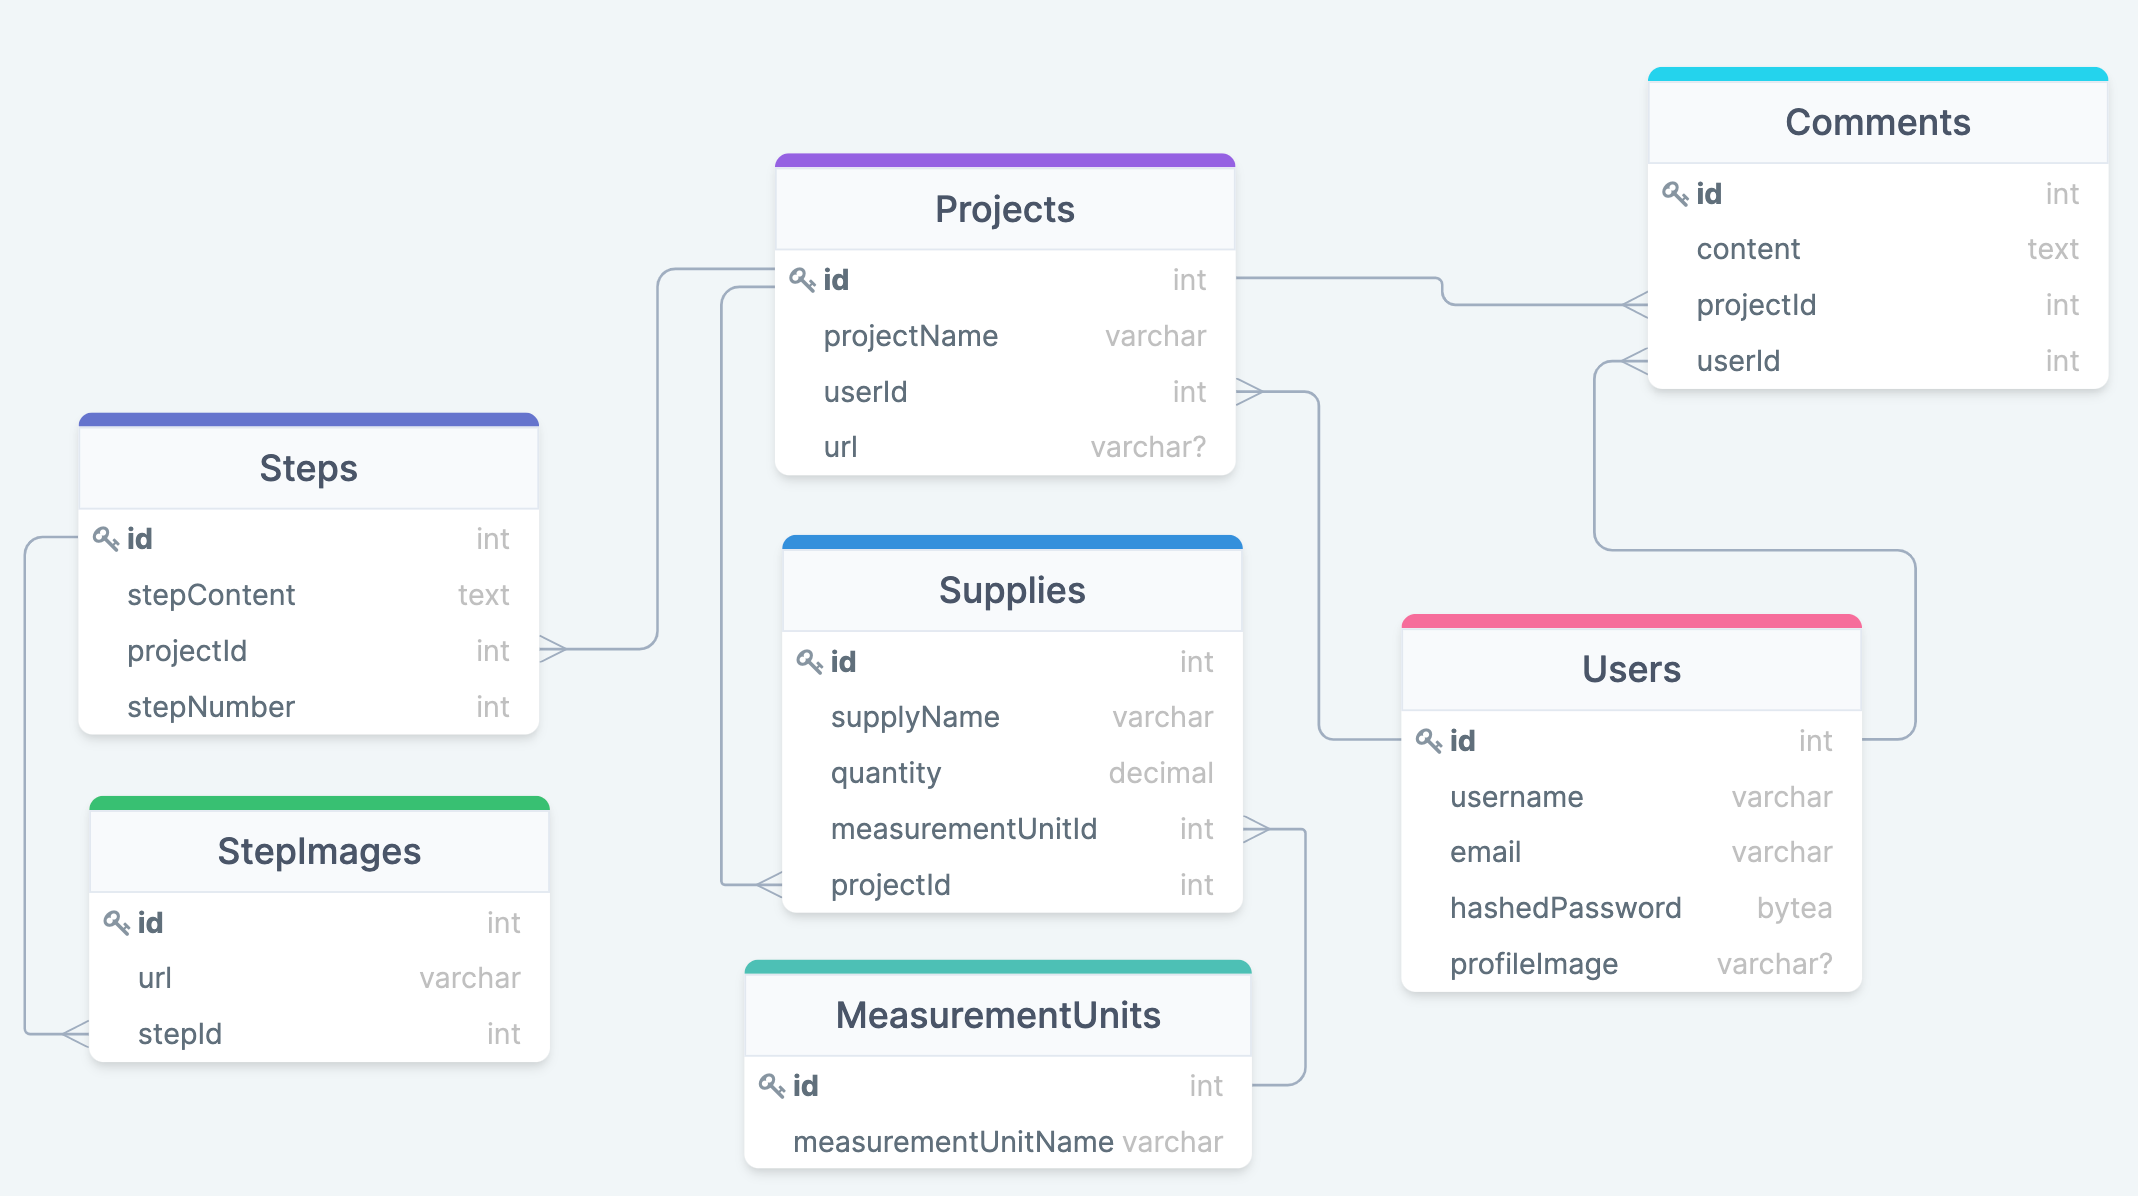 Comments
id int
content text
projectId int
userId int
Projects
id int
projectName varchar
userId int
url varchar?
Steps
id int
stepContent text
projectId int
stepNumber int
Supplies
id int
supplyName varchar
quantity decimal
measurementUnitId int
projectId int
Users
id int
username varchar
email varchar
hashedPassword bytea
profileImage varchar?
StepImages
id int
url varchar
stepId int
MeasurementUnits
id int
measurementUnitName varchar